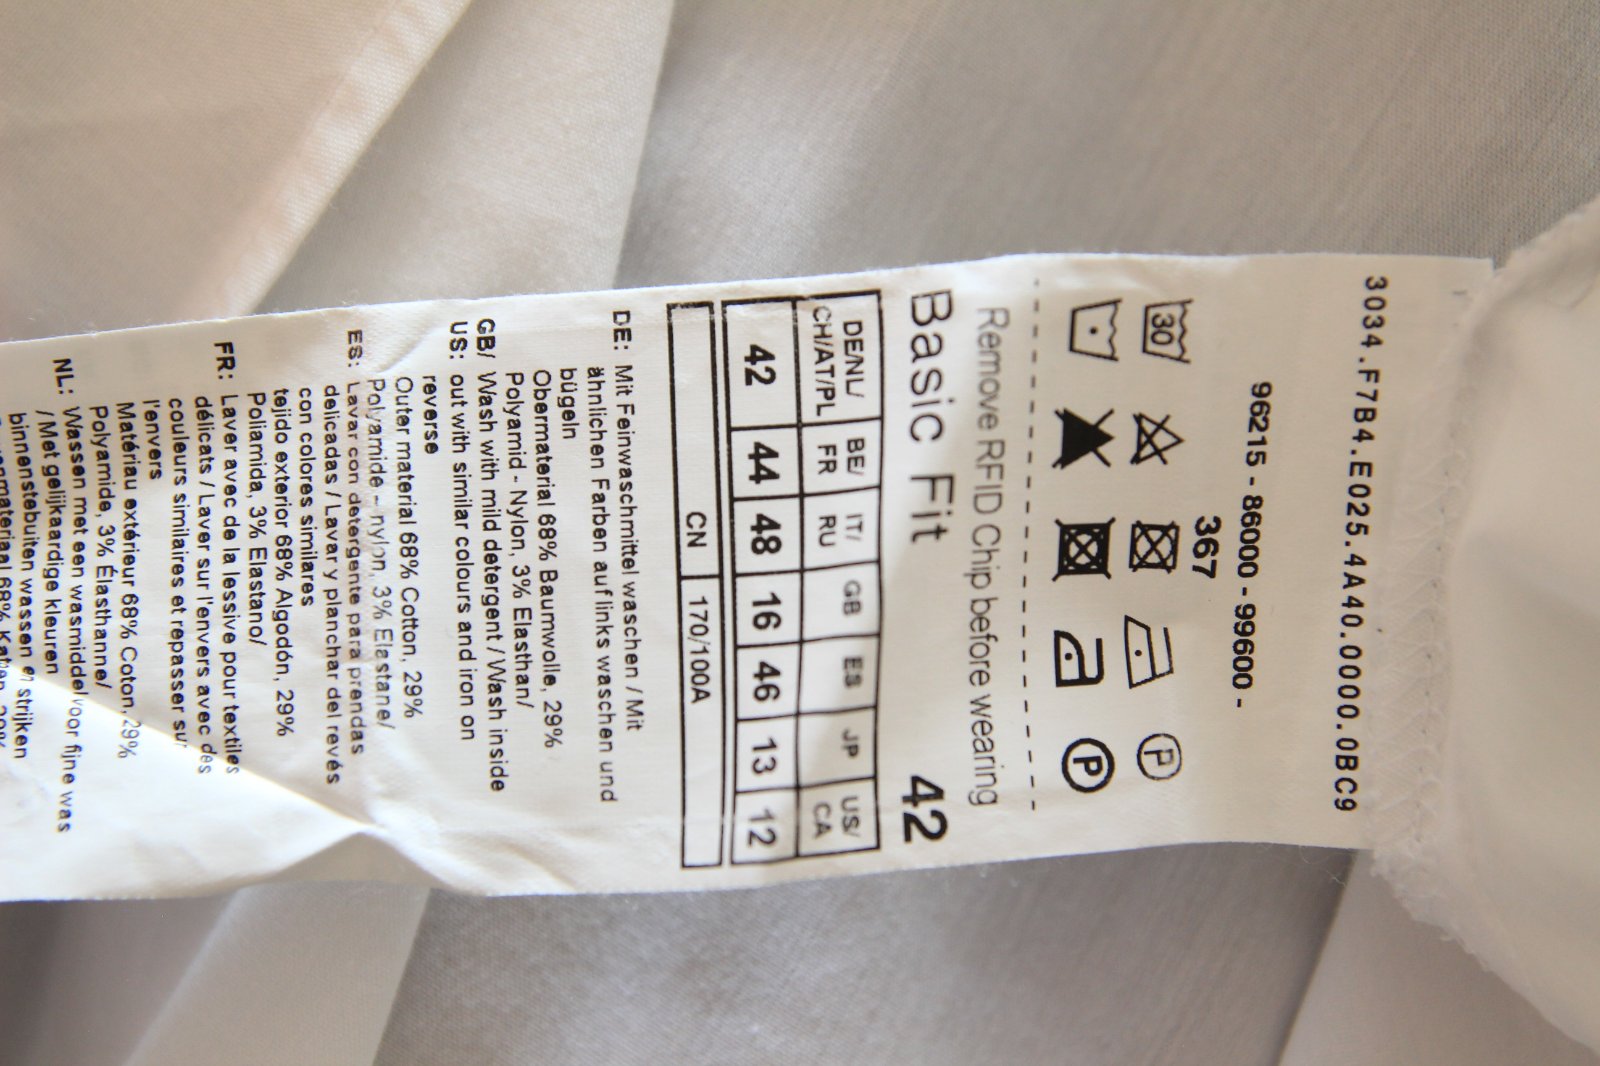 3034.F7B4.E025.4A40.0000.0BC9
96215 - 86000 - 99600 -
367
30
P
P
Remove RFID Chip before wearing
Basic Fit 42
DE/NL/ BE/ IT/ GB ES JP US/
CH/AT/PL FR RU CA
42 44 48 16 46 13 12
CN 170/100A
DE: Mit Feinwaschmittel waschen / Mit
ähnlichen Farben auf links waschen und
bügeln
Obermaterial 68% Baumwolle, 29%
Polyamid - Nylon, 3% Elasthan/
GB/ Wash with mild detergent / Wash inside
US: out with similar colours and iron on
reverse
Outer material 68% Cotton, 29%
Polyamide - nylon, 3% Elastane/
ES: Lavar con detergente para prendas
delicadas / Lavar y planchar del revés
con colores similares
tejido exterior 68% Algodón, 29%
Poliamida, 3% Elastano/
FR: Laver avec de la lessive pour textiles
délicats / Laver sur l'envers avec des
couleurs similaires et repasser sur
l'envers
Matériau extérieur 68% Coton, 29%
Polyamide, 3% Élasthanne/
NL: Wassen met een wasmiddel voor fijne was
/ Met gelijkaardige kleuren
binnenstebuiten wassen en strijken
68%